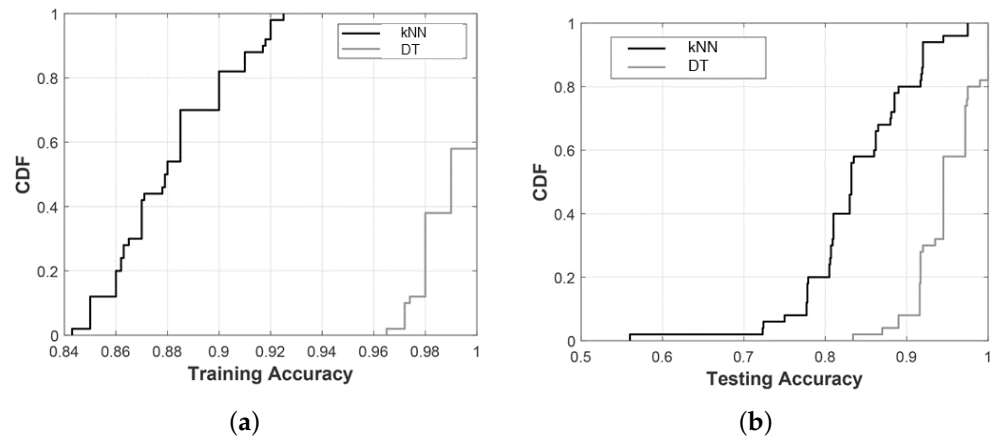 1
0.8
0.6
0.4
0.2
0
CDF
kNN
DT
0.84 0.86 0.88 0.9 0.92 0.94 0.96 0.98 1
Training Accuracy
(a)
1
0.8
0.6
0.4
0.2
0
CDF
kNN
DT
0.5 0.6 0.7 0.8 0.9 1
Testing Accuracy
(b)